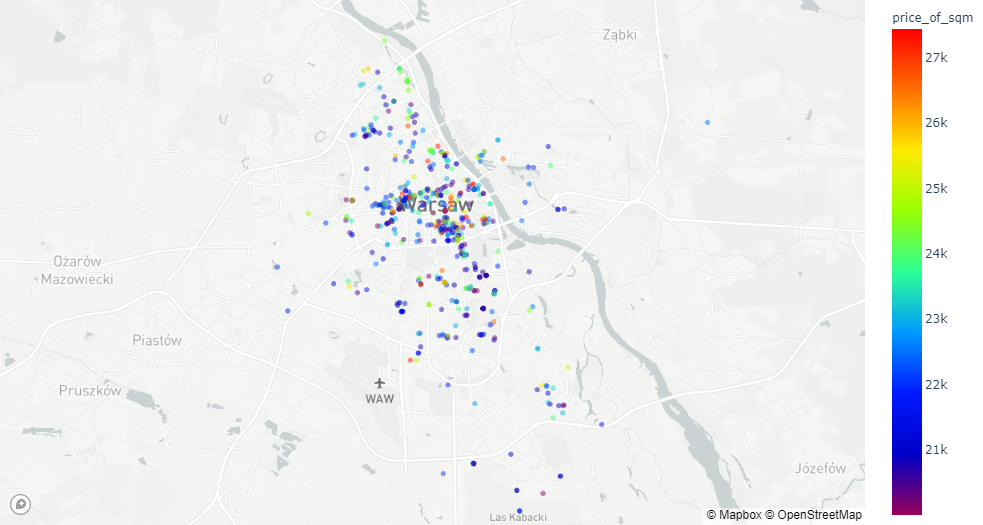 price_of_sqm
27k
26k
25k
24k
23k
22k
21k
Ząbki
Warsaw
Ożarów
Mazowiecki
Piastów
Pruszków
WAW
Józefów
Las Kabacki
© Mapbox © OpenStreetMap